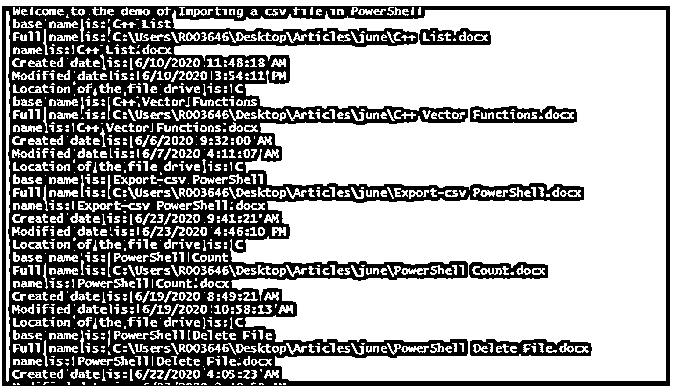 Welcome to the demo of Importing a csv file in PowerShell
base name is: C++ List
Full name is: C:\Users\R003646\Desktop\Articles\june\C++ List.docx
name is: C++ List.docx
Created date is: 6/10/2020 11:48:18 AM
Modified date is: 6/10/2020 3:54:11 PM
Location of the file drive is: C
base name is: C++ Vector Functions
Full name is: C:\Users\R003646\Desktop\Articles\june\C++ Vector Functions.docx
name is: C++ Vector Functions.docx
Created date is: 6/6/2020 9:32:00 AM
Modified date is: 6/7/2020 4:11:07 AM
Location of the file drive is: C
base name is: Export-csv PowerShell
Full name is: C:\Users\R003646\Desktop\Articles\june\Export-csv PowerShell.docx
name is: Export-csv PowerShell.docx
Created date is: 6/23/2020 9:41:21 AM
Modified date is: 6/23/2020 4:46:10 PM
Location of the file drive is: C
base name is: PowerShell Count
Full name is: C:\Users\R003646\Desktop\Articles\june\PowerShell Count.docx
name is: PowerShell Count.docx
Created date is: 6/19/2020 8:49:21 AM
Modified date is: 6/19/2020 10:58:13 AM
Location of the file drive is: C
base name is: PowerShell Delete File
Full name is: C:\Users\R003646\Desktop\Articles\june\PowerShell Delete File.docx
name is: PowerShell Delete File.docx
Created date is: 6/22/2020 4:05:23 AM